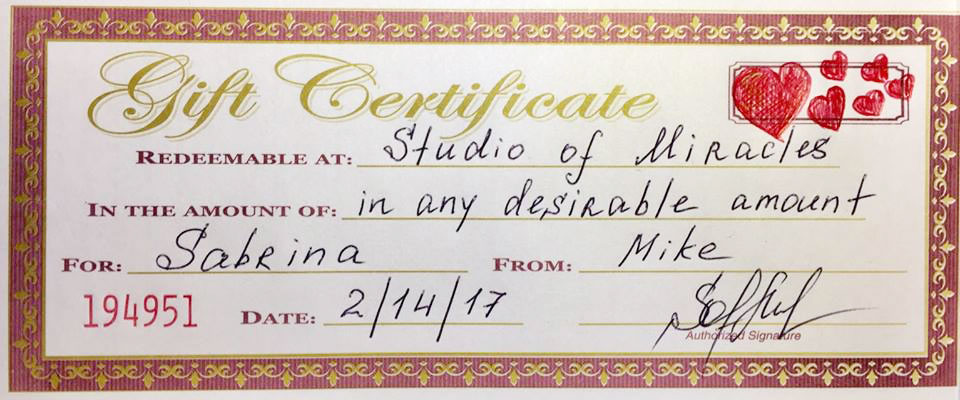 Gift Certificate
REDEEMABLE AT: Studio of Miracles
IN THE AMOUNT OF: in any desirable amount
FOR: Sabrina FROM: Mike
194951 DATE: 2/14/17
Authorized Signature